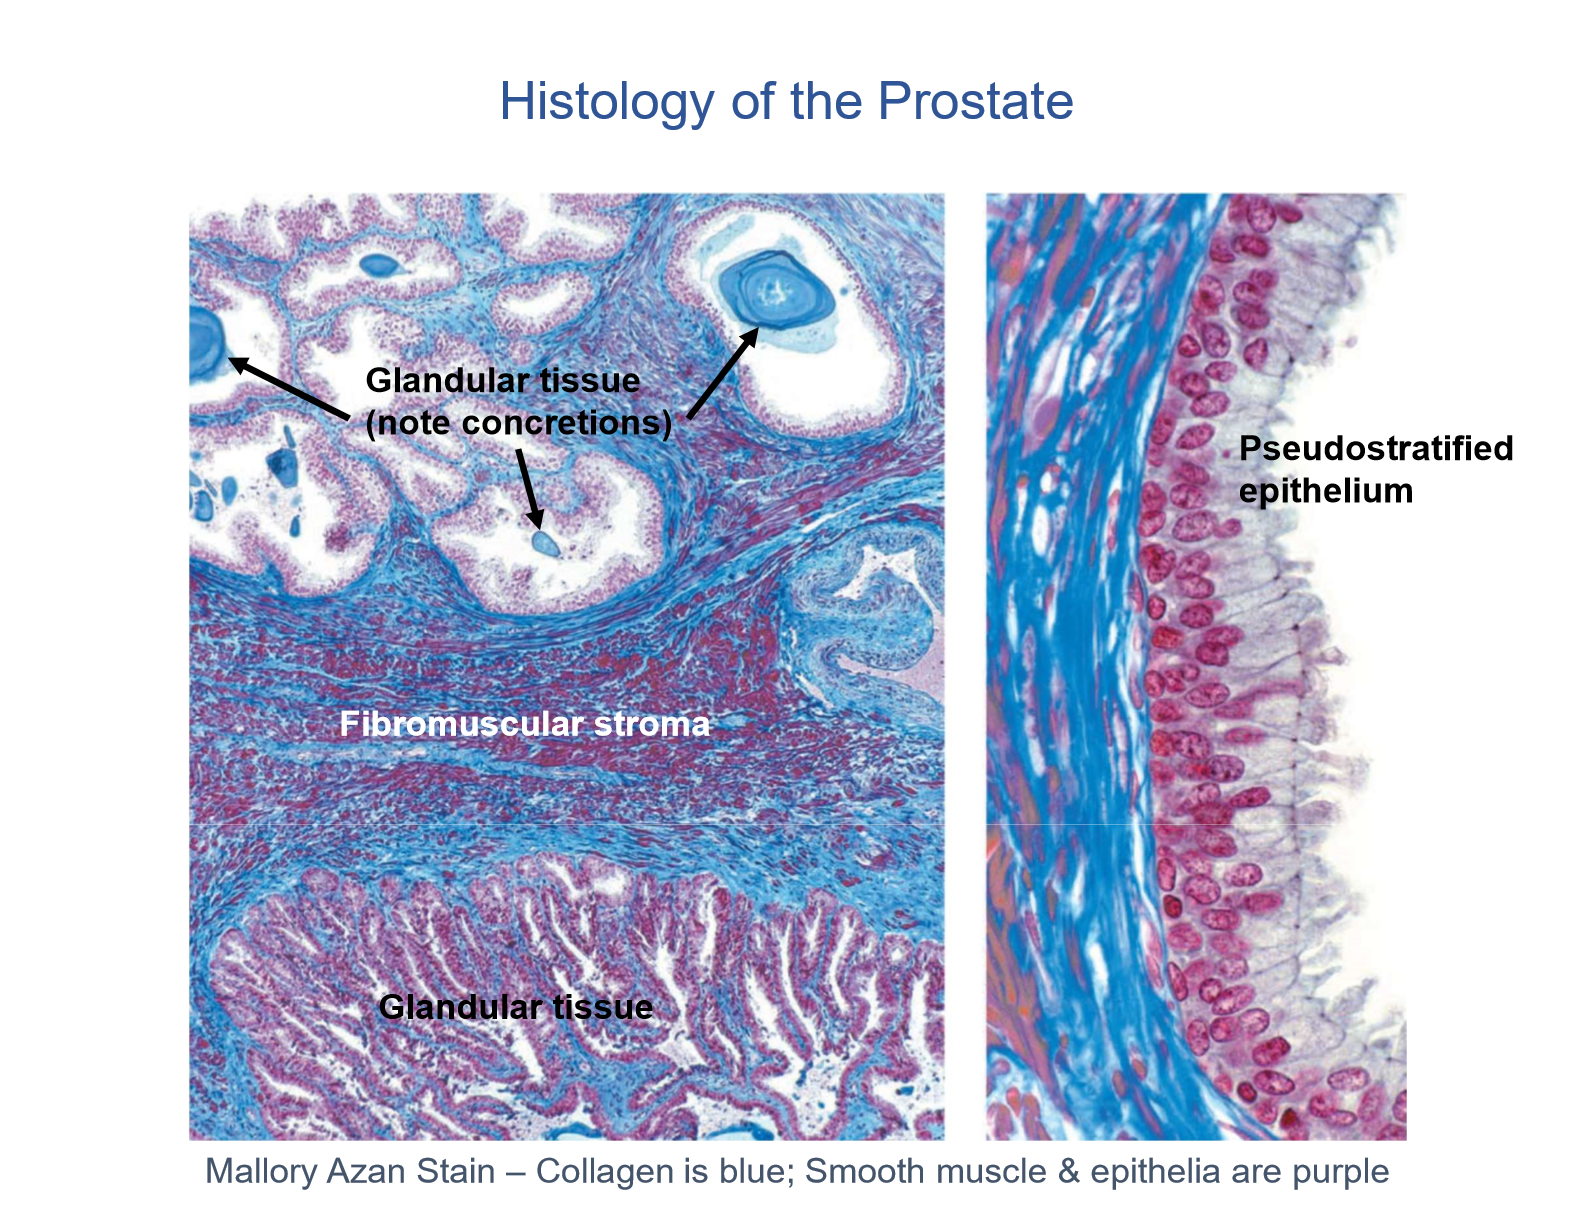 Histology of the Prostate
Glandular tissue
(note concretions)
Pseudostratified
epithelium
Fibromuscular stroma
Glandular tissue
Mallory Azan Stain – Collagen is blue; Smooth muscle & epithelia are purple